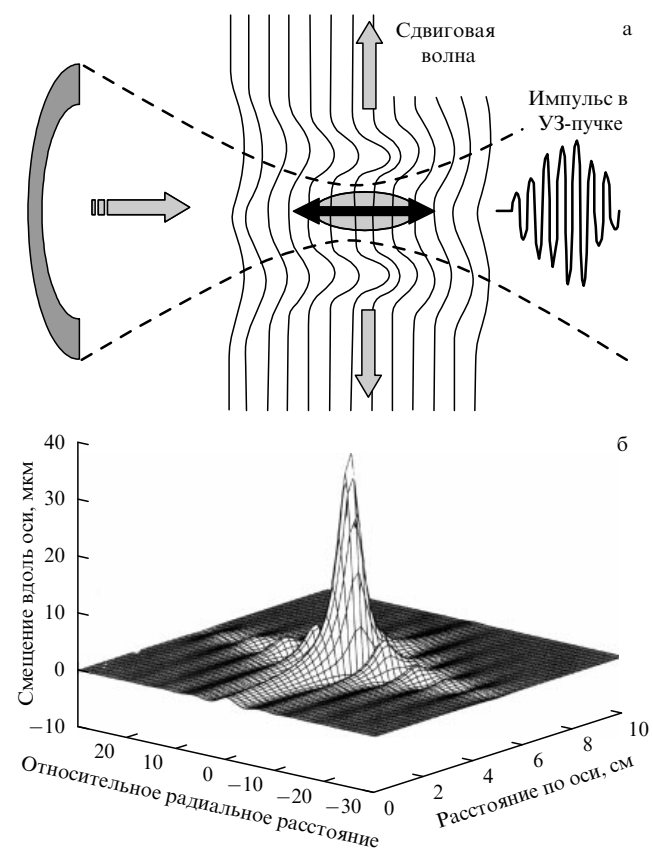 Сдвиговая
волна
а
Импульс в
УЗ-пучке
б
Смещение вдоль оси, мкм
40
30
20
10
0
−10
20
10
0
−10
−20
−30
Относительное радиальное расстояние
0
2
4
6
8
10
Расстояние по оси, см